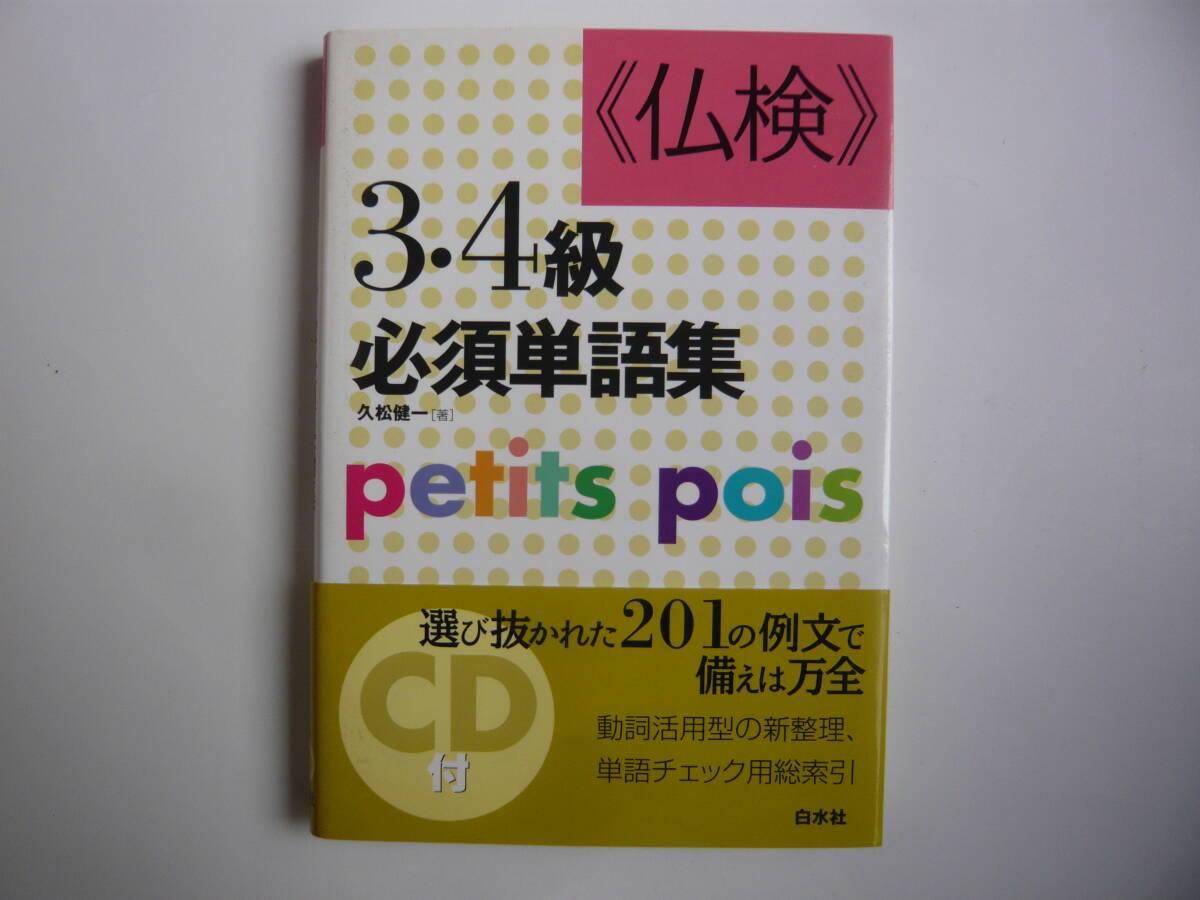 《仏検》
3・4級
必須単語集
久松健一[著]
petits pois
選び抜かれた201の例文で
備えは万全
CD
付
動詞活用型の新整理、
単語チェック用総索引
白水社